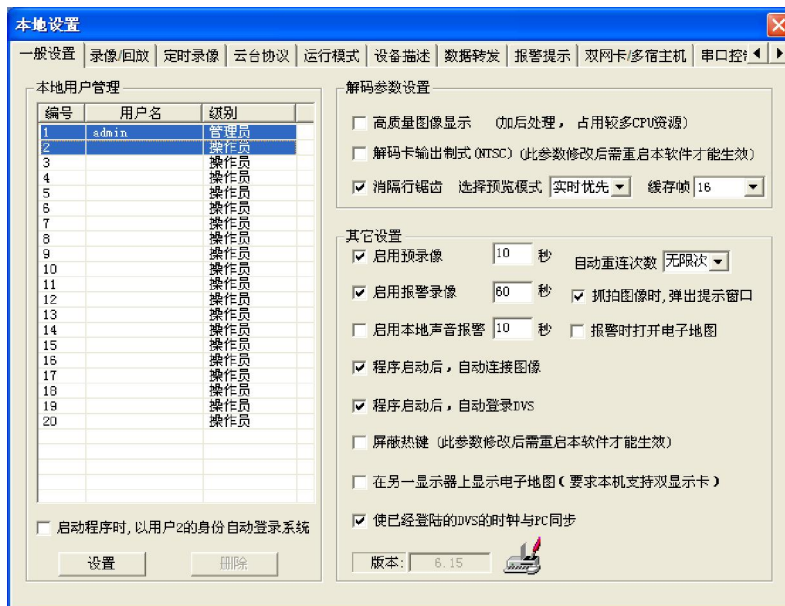 本地设置
一般设置 录像/回放 定时录像 云台协议 运行模式 设备描述 数据转发 报警提示 双网卡/多宿主机 串口控
本地用户管理
编号 用户名 级别
1 admin 管理员
2 操作员
3 操作员
4 操作员
5 操作员
6 操作员
7 操作员
8 操作员
9 操作员
10 操作员
11 操作员
12 操作员
13 操作员
14 操作员
15 操作员
16 操作员
17 操作员
18 操作员
19 操作员
20 操作员
启动程序时,以用户2的身份自动登录系统
设置 删除
解码参数设置
高质量图像显示 (加后处理，占用较多CPU资源)
解码卡输出制式(NTSC)(此参数修改后需重启本软件才能生效)
消隔行锯齿 选择预览模式 实时优先 缓存帧 16
其它设置
启用预录像 10 秒 自动重连次数 无限次
启用报警录像 60 秒 抓拍图像时,弹出提示窗口
启用本地声音报警 10 秒 报警时打开电子地图
程序启动后，自动连接图像
程序启动后，自动登录DVS
屏蔽热键 (此参数修改后需重启本软件才能生效)
在另一显示器上显示电子地图(要求本机支持双显示卡)
使已经登陆的DVS的时钟与PC同步
版本: 6.15